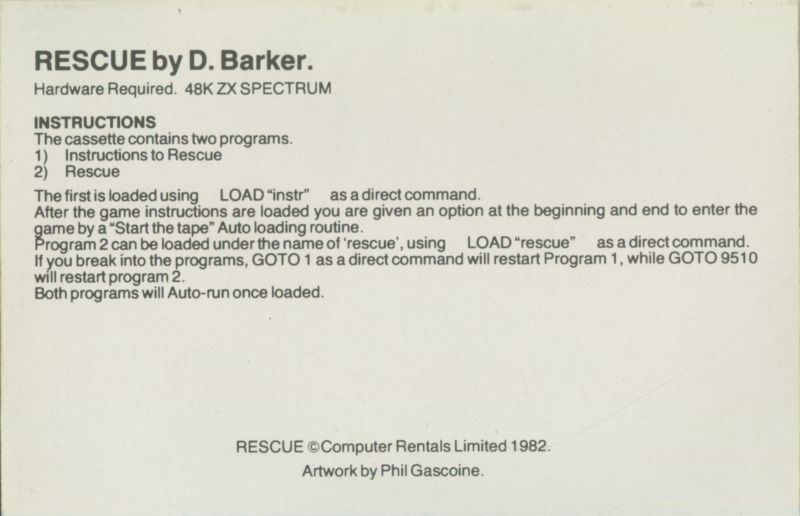 RESCUE by D. Barker.
Hardware Required. 48K ZX SPECTRUM
INSTRUCTIONS
The cassette contains two programs.
1) Instructions to Rescue
2) Rescue
The first is loaded using LOAD "instr" as a direct command.
After the game instructions are loaded you are given an option at the beginning and end to enter the
game by a "Start the tape" Auto loading routine.
Program 2 can be loaded under the name of 'rescue', using LOAD "rescue" as a direct command.
If you break into the programs, GOTO 1 as a direct command will restart Program 1, while GOTO 9510
will restart program 2.
Both programs will Auto-run once loaded.
RESCUE ©Computer Rentals Limited 1982.
Artwork by Phil Gascoine.